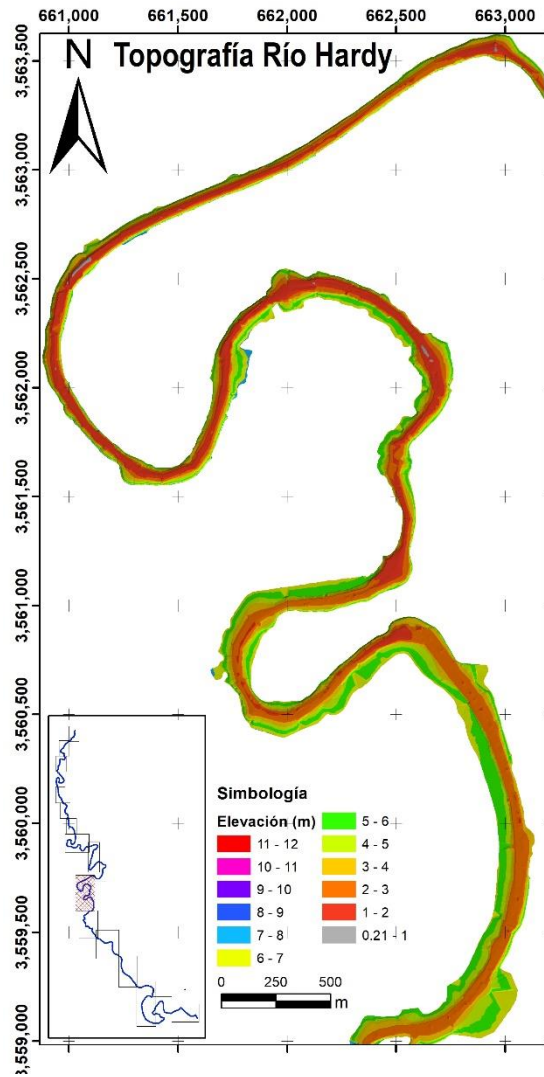 661,000 661,500 662,000 662,500 663,000
N Topografía Río Hardy
3,563,500
3,563,000
3,562,500
3,562,000
3,561,500
3,561,000
3,560,500
3,560,000
3,559,500
3,559,000
Simbología
Elevación (m)
11 - 12
10 - 11
9 - 10
8 - 9
7 - 8
6 - 7
5 - 6
4 - 5
3 - 4
2 - 3
1 - 2
0.21 - 1
0 250 500
m